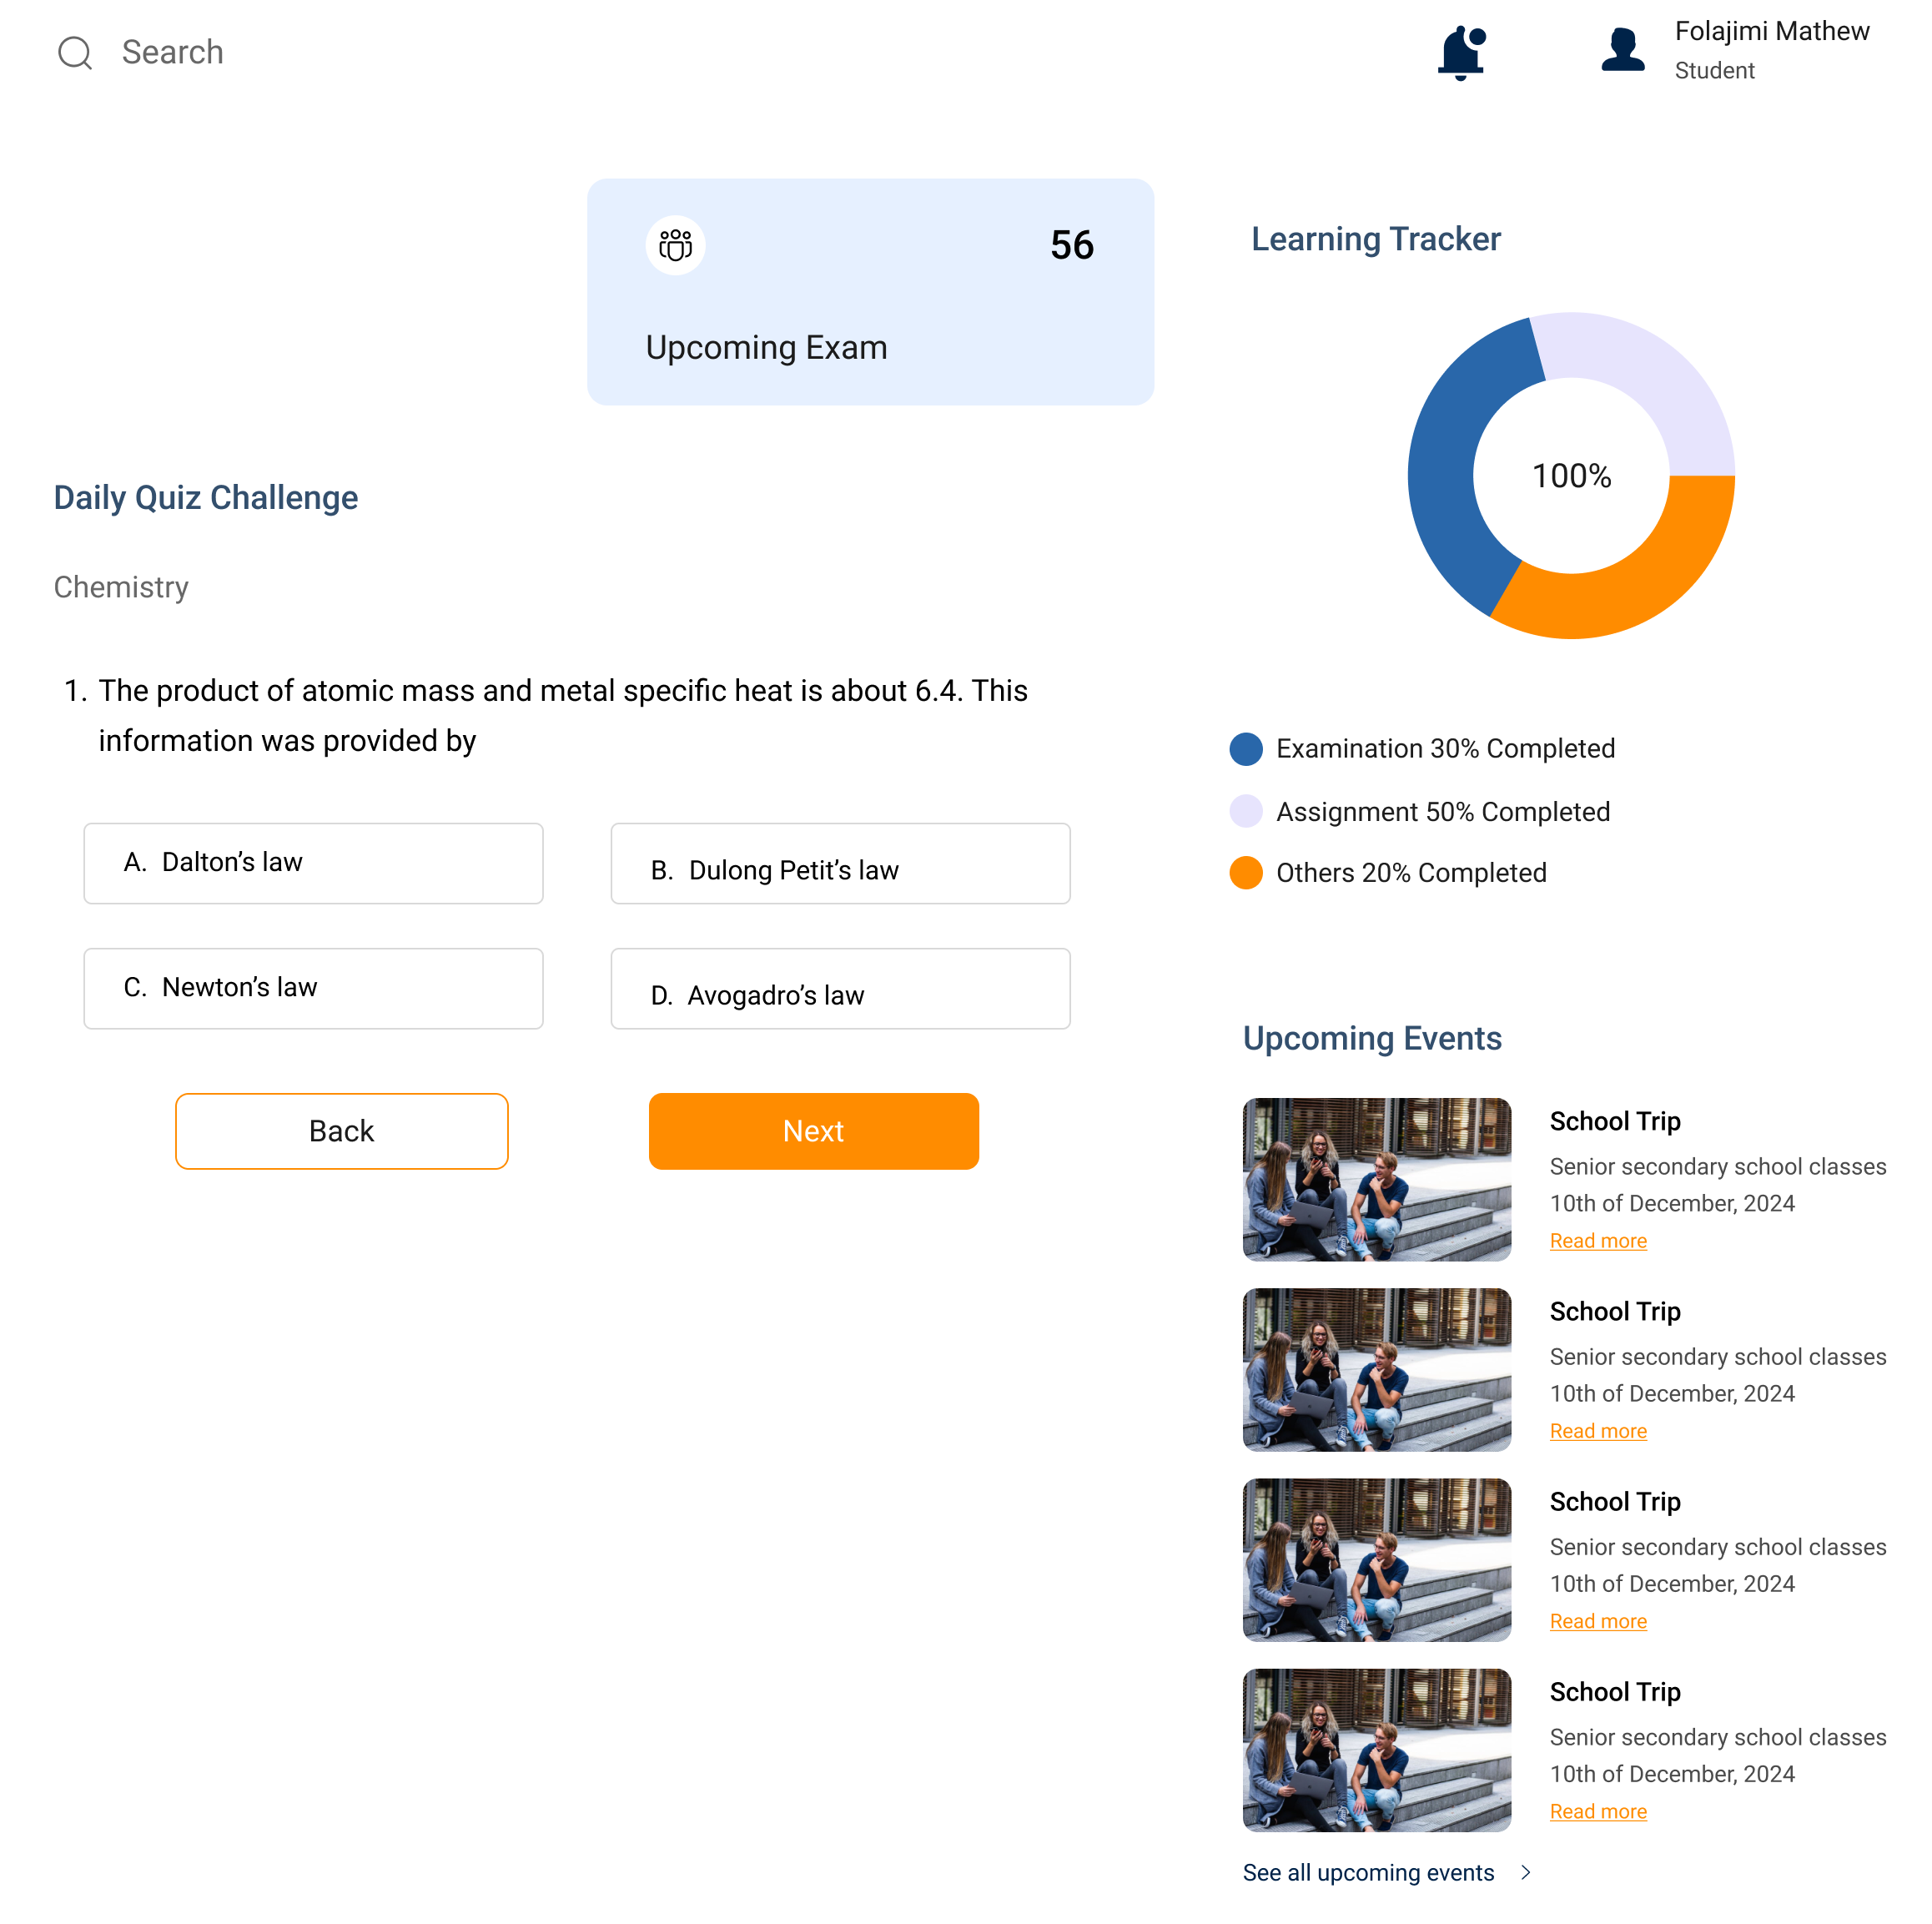 Search
Folajimi Mathew
Student
56
Upcoming Exam
Learning Tracker
100%
Examination 30% Completed
Assignment 50% Completed
Others 20% Completed
Daily Quiz Challenge
Chemistry
1. The product of atomic mass and metal specific heat is about 6.4. This
information was provided by
A. Dalton’s law
B. Dulong Petit’s law
C. Newton’s law
D. Avogadro’s law
Back
Next
Upcoming Events
School Trip
Senior secondary school classes
10th of December, 2024
Read more
School Trip
Senior secondary school classes
10th of December, 2024
Read more
School Trip
Senior secondary school classes
10th of December, 2024
Read more
School Trip
Senior secondary school classes
10th of December, 2024
Read more
See all upcoming events